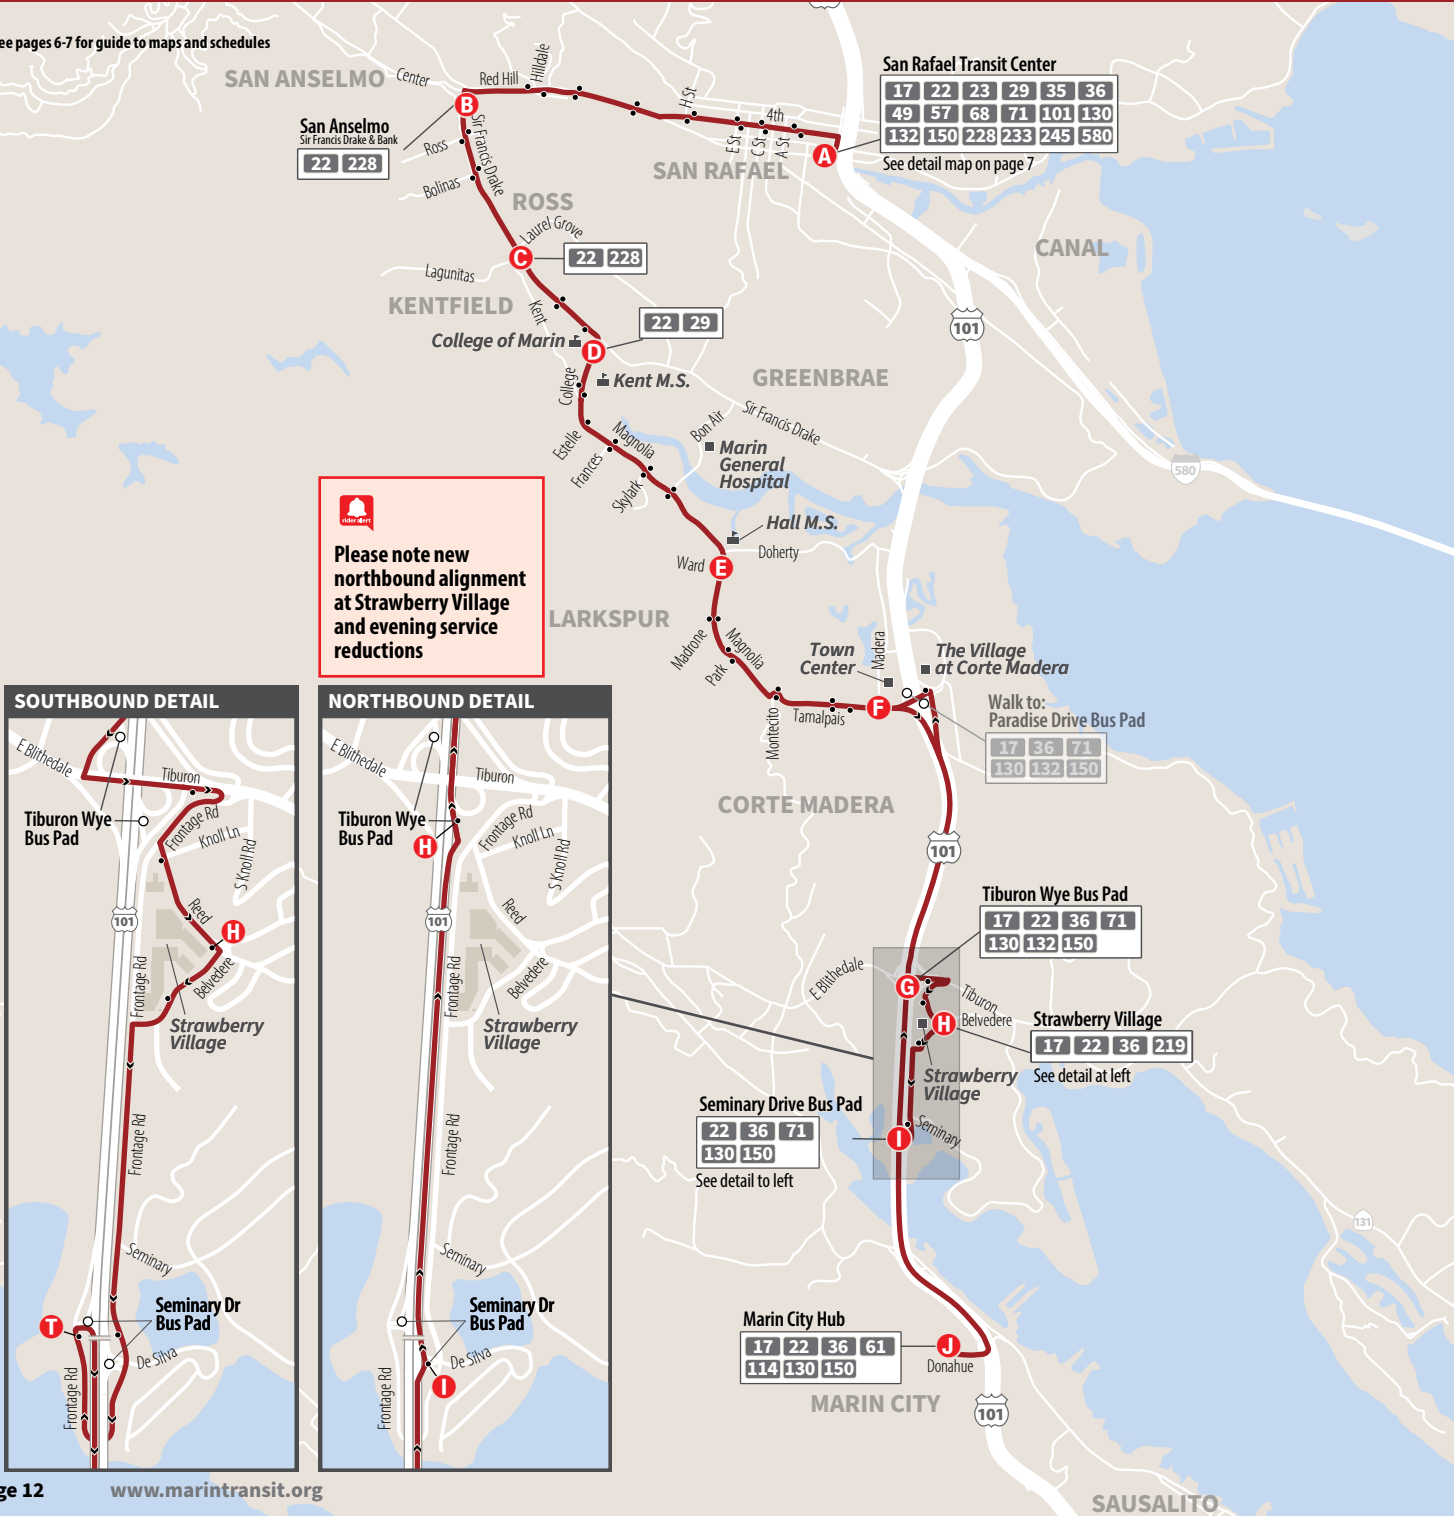 ee pages 6-7 for guide to maps and schedules
SAN ANSELMO
Center
Red Hill
Hilldale
H St
4th
E St
C St
A St
B
A
San Rafael Transit Center
17 22 23 29 35 36
49 57 68 71 101 130
132 150 228 233 245 580
See detail map on page 7
San Anselmo
Sir Francis Drake & Bank
22 228
Ross
Sir Francis Drake
Bolinas
SAN RAFAEL
ROSS
Laurel Grove
C
22 228
CANAL
Lagunitas
KENTFIELD
Kent
22 29
101
College of Marin
D
Kent M.S.
GREENBRAE
College
Sir Francis Drake
Bon Air
Estelle
Magnolia
Frances
Skylark
Marin
General
Hospital
580
rider alert
Please note new
northbound alignment
at Strawberry Village
and evening service
reductions
Hall M.S.
Doherty
Ward
E
LARKSPUR
Madrone
Magnolia
Park
Town
Center
Madera
The Village
at Corte Madera
Montecito
Tamalpais
F
Walk to:
Paradise Drive Bus Pad
17 36 71
130 132 150
CORTE MADERA
101
SOUTHBOUND DETAIL
E Blithedale
Tiburon
Tiburon Wye
Bus Pad
Frontage Rd
Knoll Ln
S Knoll Rd
101
Reed
H
Frontage Rd
Belvedere
Strawberry
Village
Frontage Rd
Seminary
Seminary Dr
Bus Pad
T
De Silva
Frontage Rd
NORTHBOUND DETAIL
E Blithedale
Tiburon
Tiburon Wye
Bus Pad
H
Frontage Rd
Knoll Ln
S Knoll Rd
101
Reed
Frontage Rd
Belvedere
Strawberry
Village
Frontage Rd
Seminary
Seminary Dr
Bus Pad
De Silva
I
Frontage Rd
Tiburon Wye Bus Pad
17 22 36 71
130 132 150
E Blithedale
G
Tiburon
H
Belvedere
Strawberry Village
17 22 36 219
See detail at left
Strawberry
Village
Seminary Drive Bus Pad
22 36 71
130 150
See detail to left
I
Seminary
131
Marin City Hub
17 22 36 61
114 130 150
J
Donahue
MARIN CITY
101
SAUSALITO
ge 12
www.marintransit.org